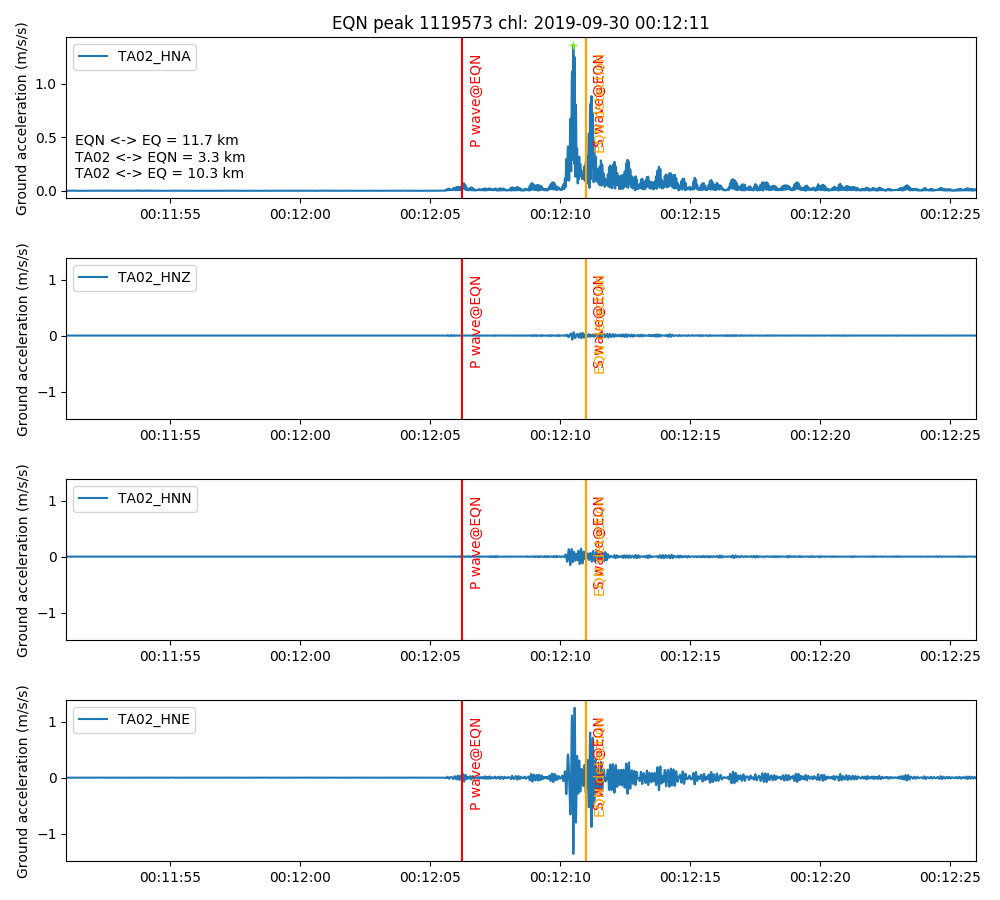 EQN peak 1119573 chl: 2019-09-30 00:12:11
Ground acceleration (m/s/s)
TA02_HNA
1.0
0.5
0.0
EQN <-> EQ = 11.7 km
TA02 <-> EQN = 3.3 km
TA02 <-> EQ = 10.3 km
P wave@EQN
S wave@EQN
00:11:55
00:12:00
00:12:05
00:12:10
00:12:15
00:12:20
00:12:25
Ground acceleration (m/s/s)
TA02_HNZ
1
0
−1
P wave@EQN
S wave@EQN
00:11:55
00:12:00
00:12:05
00:12:10
00:12:15
00:12:20
00:12:25
Ground acceleration (m/s/s)
TA02_HNN
1
0
−1
P wave@EQN
S wave@EQN
00:11:55
00:12:00
00:12:05
00:12:10
00:12:15
00:12:20
00:12:25
Ground acceleration (m/s/s)
TA02_HNE
1
0
−1
P wave@EQN
S wave@EQN
00:11:55
00:12:00
00:12:05
00:12:10
00:12:15
00:12:20
00:12:25